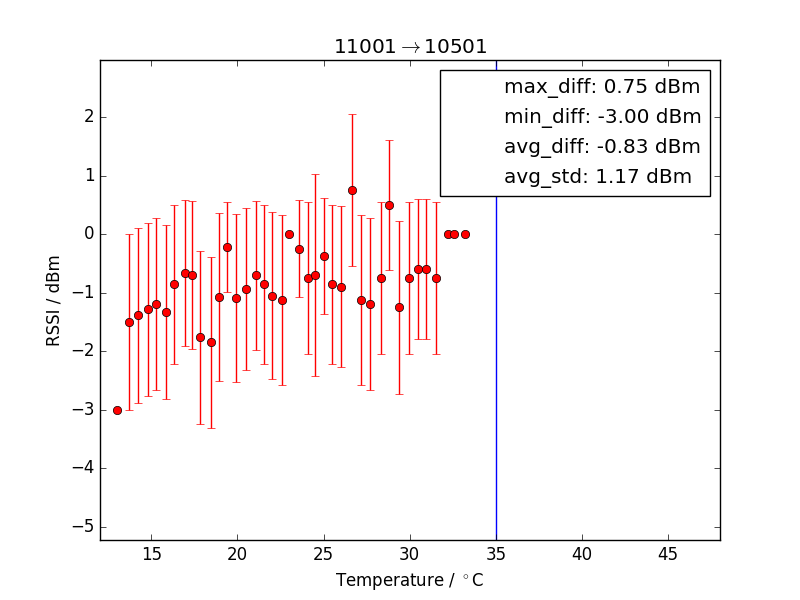 11001→10501
max_diff: 0.75 dBm
min_diff: -3.00 dBm
avg_diff: -0.83 dBm
avg_std: 1.17 dBm
RSSI / dBm
2
1
0
−1
−2
−3
−4
−5
15 20 25 30 35 40 45
Temperature / °C